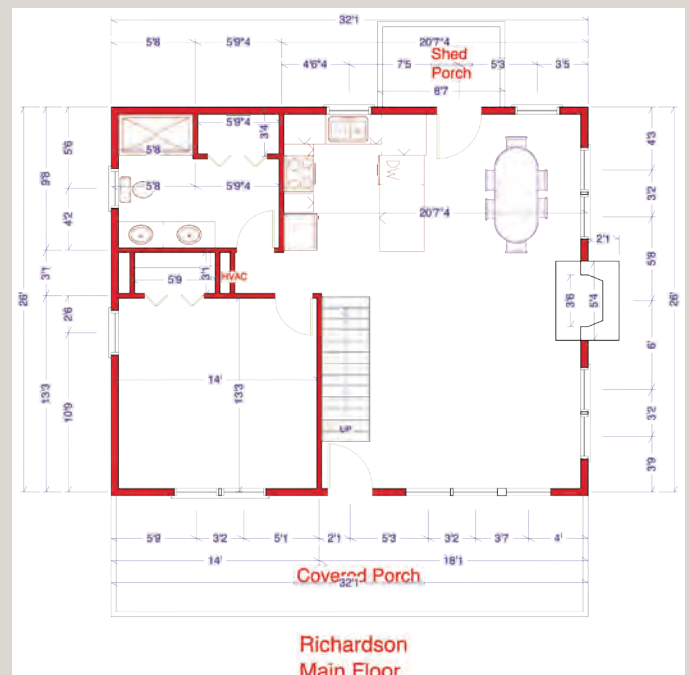 32'1
5'8 5'9"4 20'7"4
Shed
Porch
4'6"4 7'5 5'3 3'5
6'7
5'9"4
3'4
5'8
5'8 5'9"4
DW
20'7"4
5'6
9'8
4'2
3'1
26'
2'6
13'3
10'9
4'3
3'2
2'1
5'8
3'6
5'4
26'
6'
3'2
3'9
5'9
3'1
HVAC
14'
13'3
UP
5'9 3'2 5'1 2'1 5'3 3'2 3'7 4'
14' 18'1
Covered Porch
32'1
Richardson
Main Floor